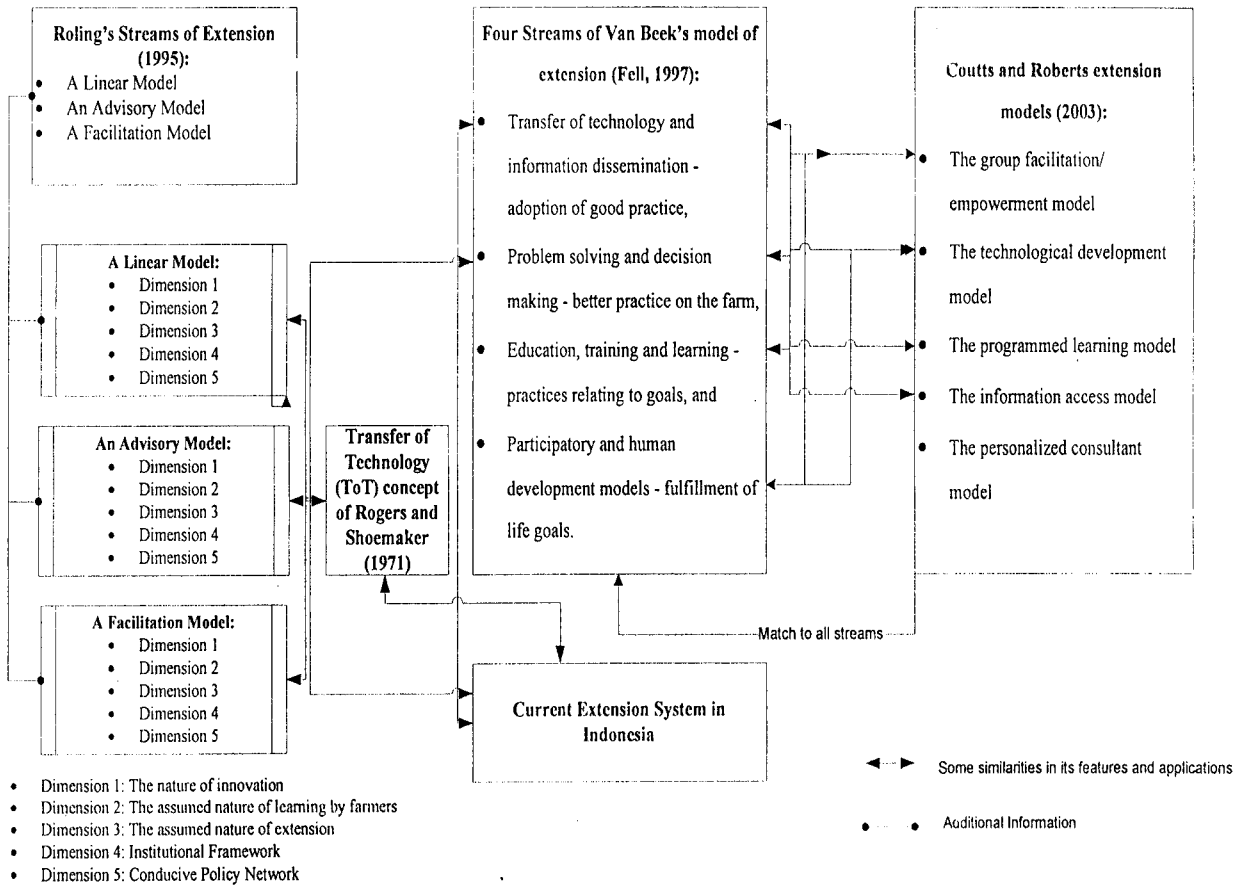 Roling's Streams of Extension
(1995):
• A Linear Model
• An Advisory Model
• A Facilitation Model
A Linear Model:
• Dimension 1
• Dimension 2
• Dimension 3
• Dimension 4
• Dimension 5
An Advisory Model:
• Dimension 1
• Dimension 2
• Dimension 3
• Dimension 4
• Dimension 5
A Facilitation Model:
• Dimension 1
• Dimension 2
• Dimension 3
• Dimension 4
• Dimension 5
Transfer of
Technology
(ToT) concept
of Rogers and
Shoemaker
(1971)
Four Streams of Van Beek's model of
extension (Fell, 1997):
• Transfer of technology and
information dissemination -
adoption of good practice,
• Problem solving and decision
making - better practice on the farm,
• Education, training and learning -
practices relating to goals, and
• Participatory and human
development models - fulfillment of
life goals.
Coutts and Roberts extension
models (2003):
• The group facilitation/
empowerment model
• The technological development
model
• The programmed learning model
• The information access model
• The personalized consultant
model
Match to all streams
Current Extension System in
Indonesia
• Dimension 1: The nature of innovation
• Dimension 2: The assumed nature of learning by farmers
• Dimension 3: The assumed nature of extension
• Dimension 4: Institutional Framework
• Dimension 5: Conducive Policy Network
Some similarities in its features and applications
Additional Information